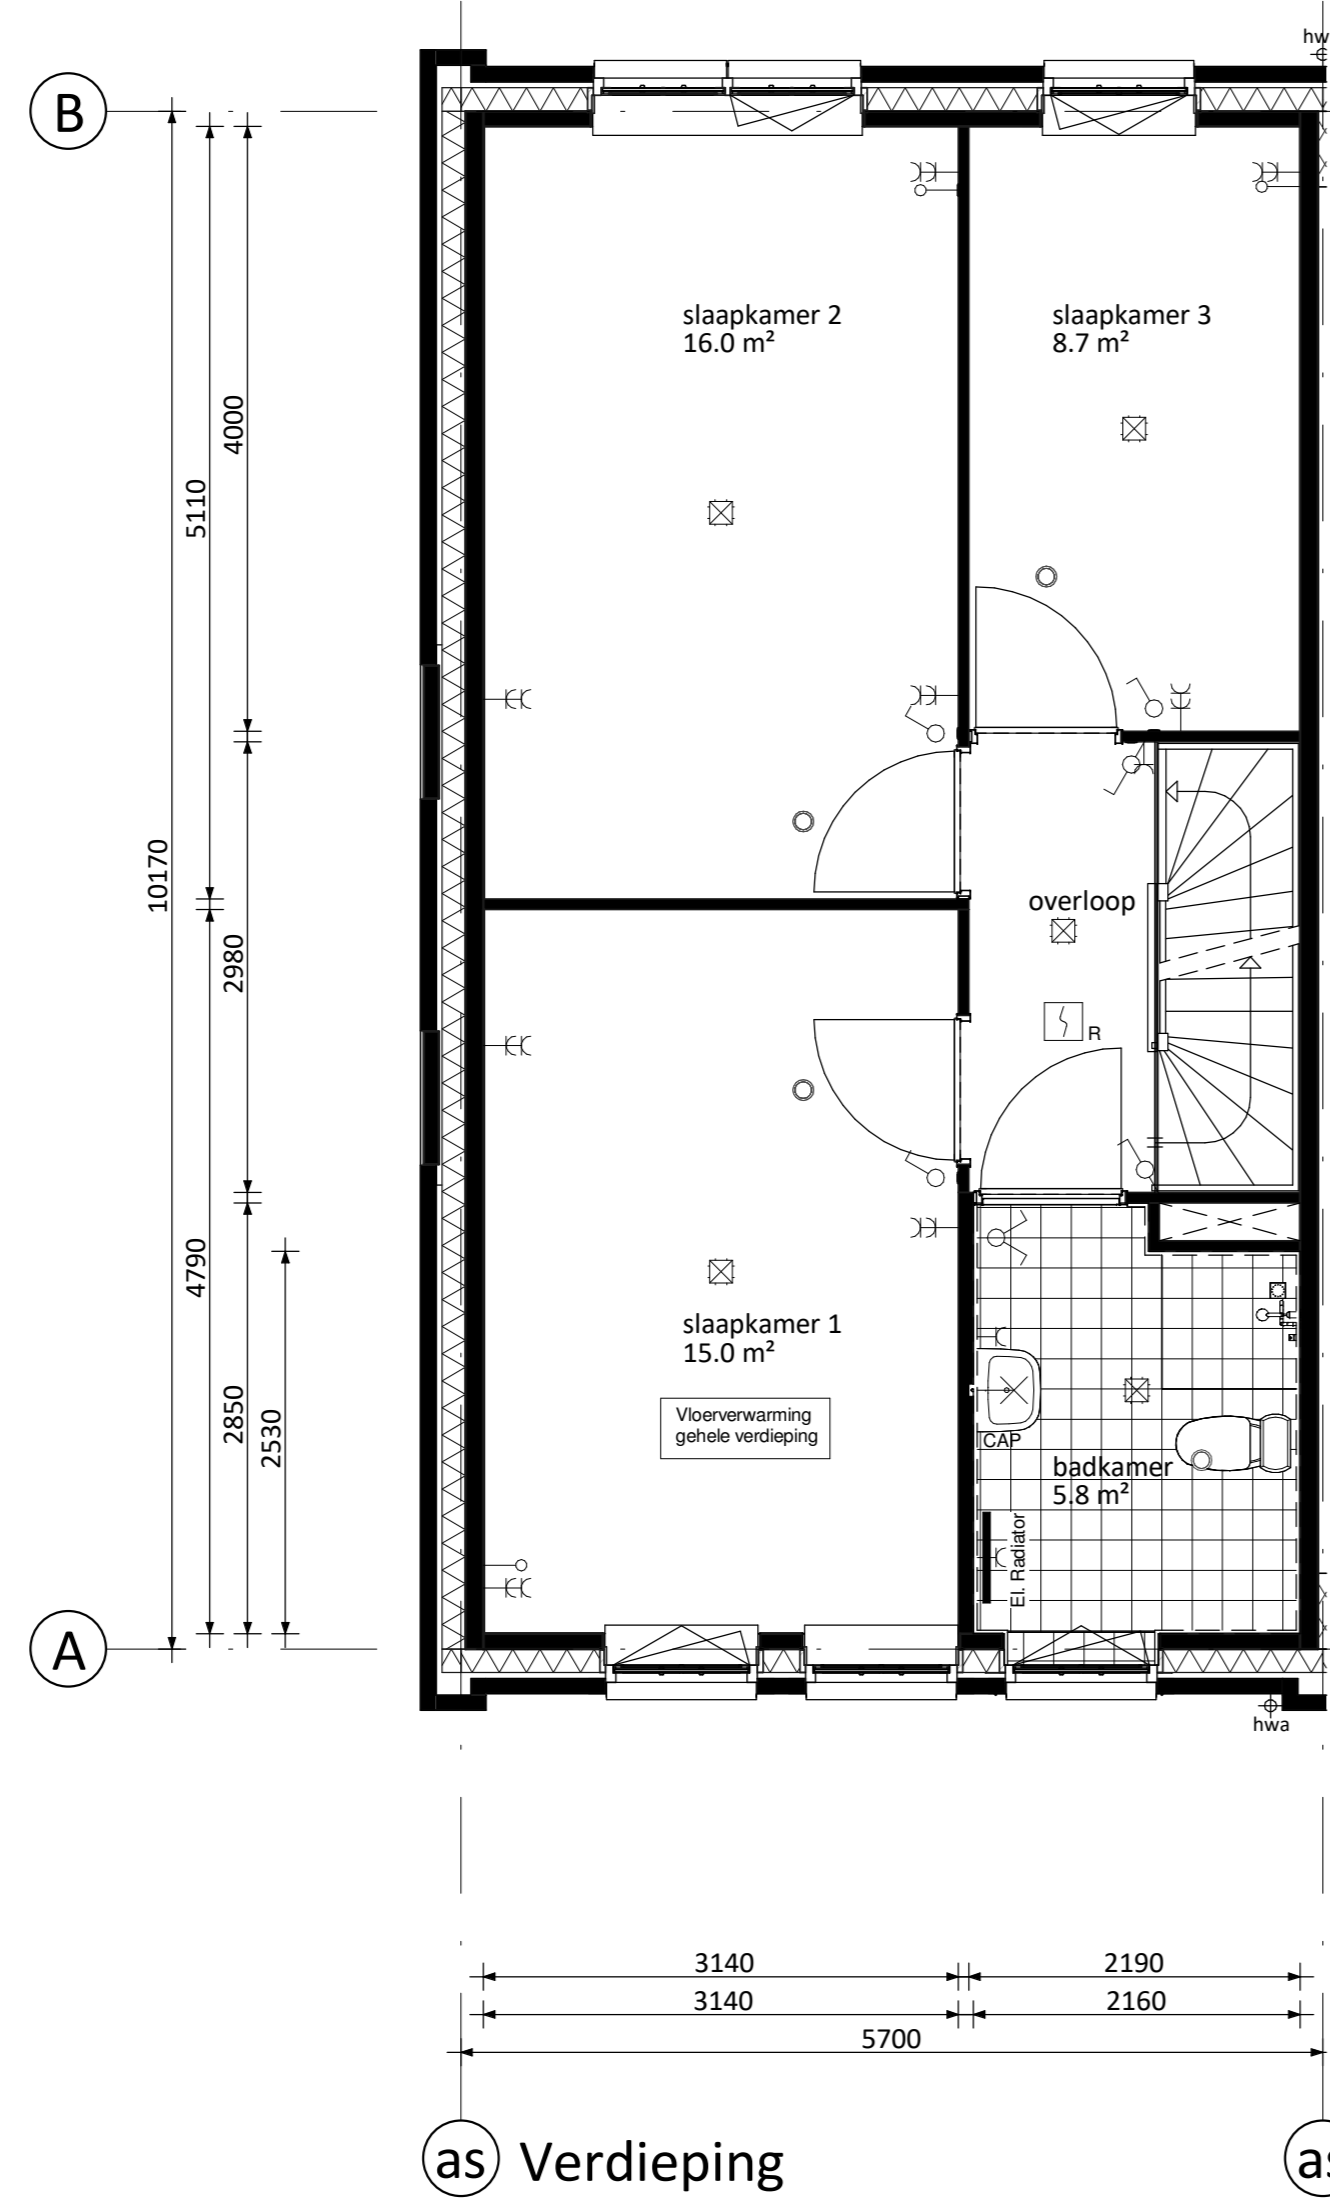 hw
B
slaapkamer 2
16.0 m²
slaapkamer 3
8.7 m²
4000
5110
10170
overloop
2980
R
4790
slaapkamer 1
15.0 m²
2850
2530
Vloerverwarming
gehele verdieping
CAP
badkamer
5.8 m²
El. Radiator
A
hwa
3140
2190
3140
2160
5700
as
Verdieping
as